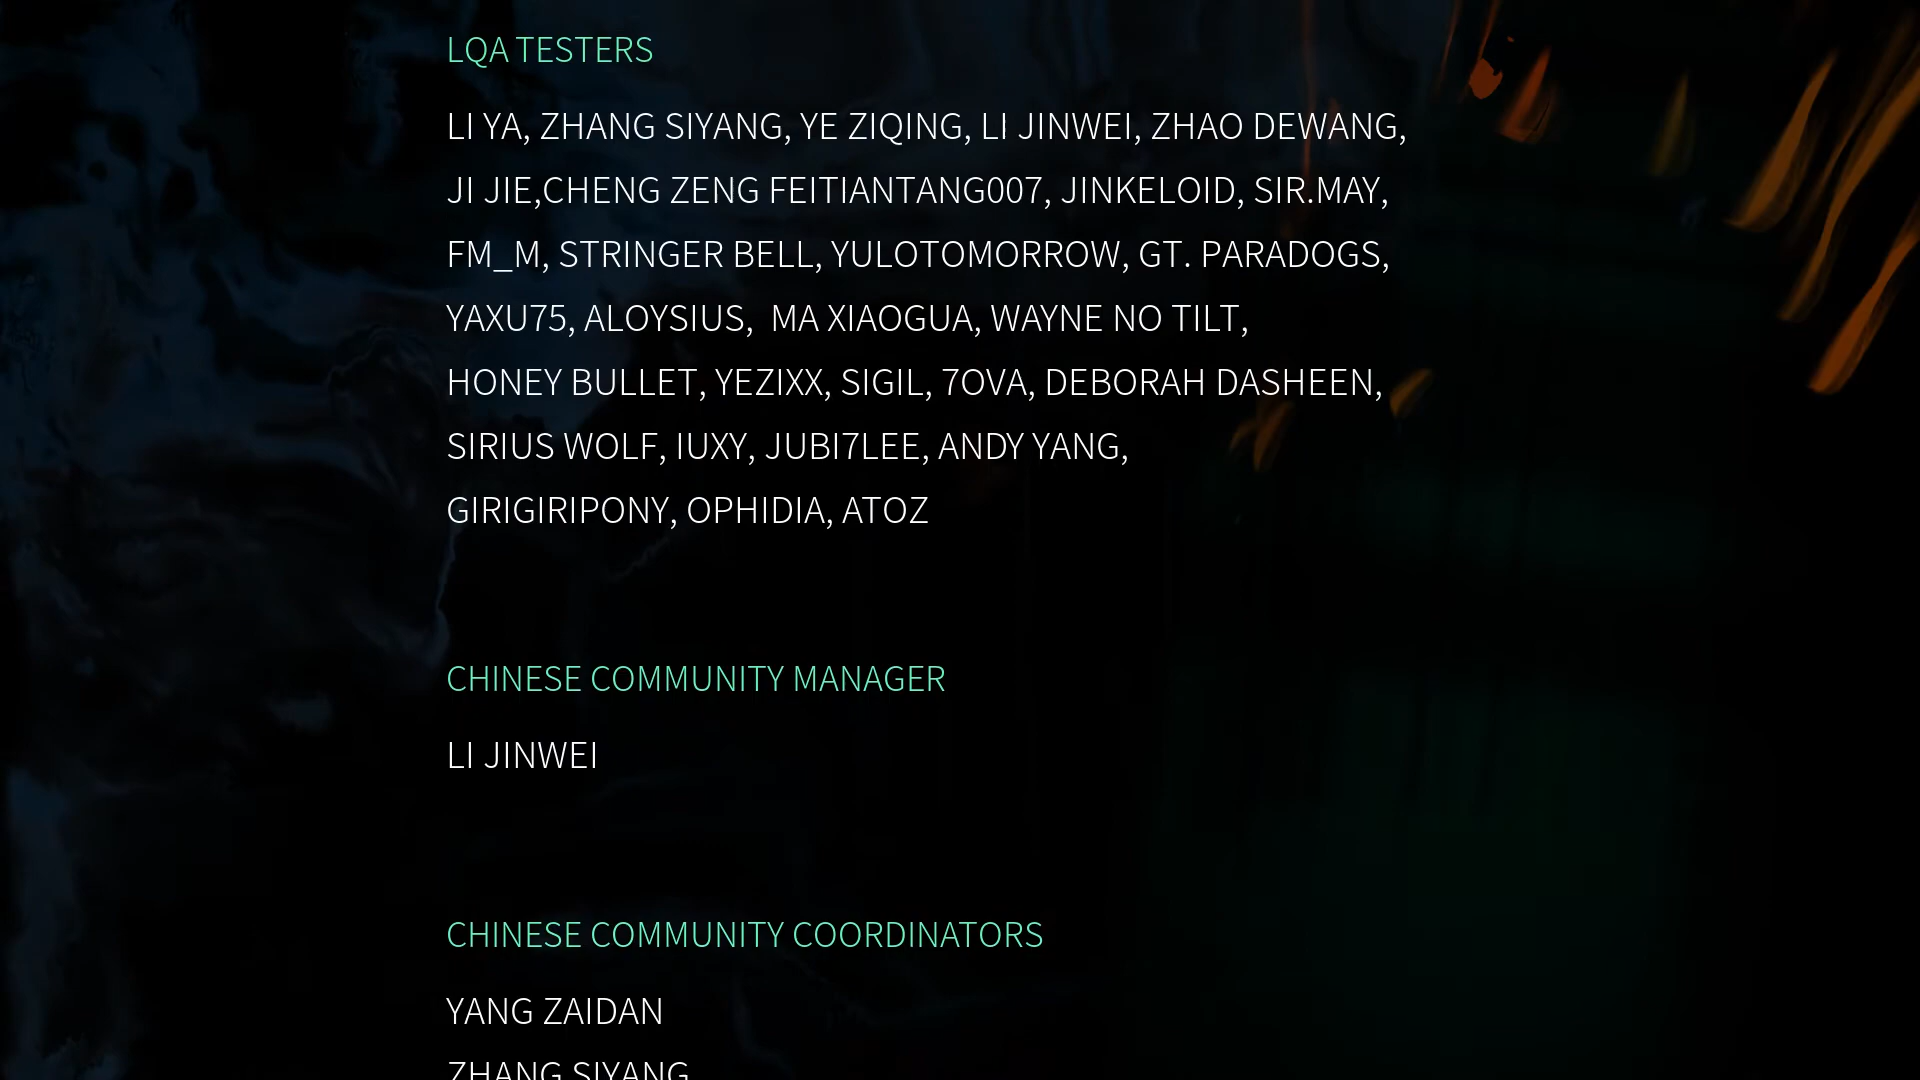 LQA TESTERS
LI YA, ZHANG SIYANG, YE ZIQING, LI JINWEI, ZHAO DEWANG,
JI JIE,CHENG ZENG FEITIANTANG007, JINKELOID, SIR.MAY,
FM_M, STRINGER BELL, YULOTOMORROW, GT. PARADOGS,
YAXU75, ALOYSIUS,  MA XIAOGUA, WAYNE NO TILT,
HONEY BULLET, YEZIXX, SIGIL, 7OVA, DEBORAH DASHEEN,
SIRIUS WOLF, IUXY, JUBI7LEE, ANDY YANG,
GIRIGIRIPONY, OPHIDIA, ATOZ
CHINESE COMMUNITY MANAGER
LI JINWEI
CHINESE COMMUNITY COORDINATORS
YANG ZAIDAN
ZHANG SIYANG